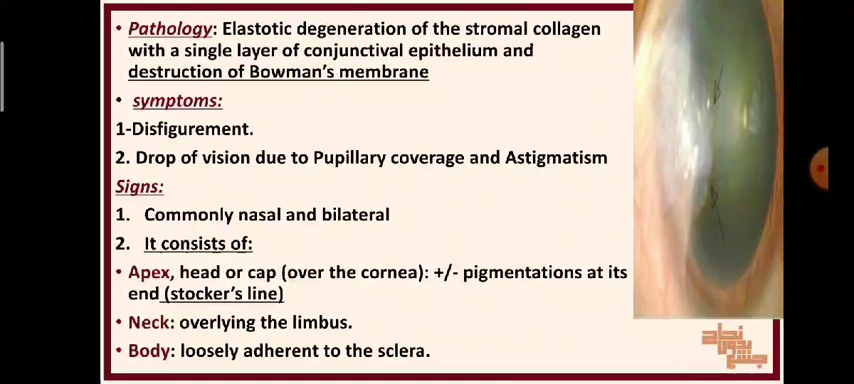 • Pathology: Elastotic degeneration of the stromal collagen
with a single layer of conjunctival epithelium and
destruction of Bowman's membrane
• symptoms:
1-Disfigurement.
2. Drop of vision due to Pupillary coverage and Astigmatism
Signs:
1. Commonly nasal and bilateral
2. It consists of:
• Apex, head or cap (over the cornea): +/- pigmentations at its
end (stocker's line)
• Neck: overlying the limbus.
• Body: loosely adherent to the sclera.